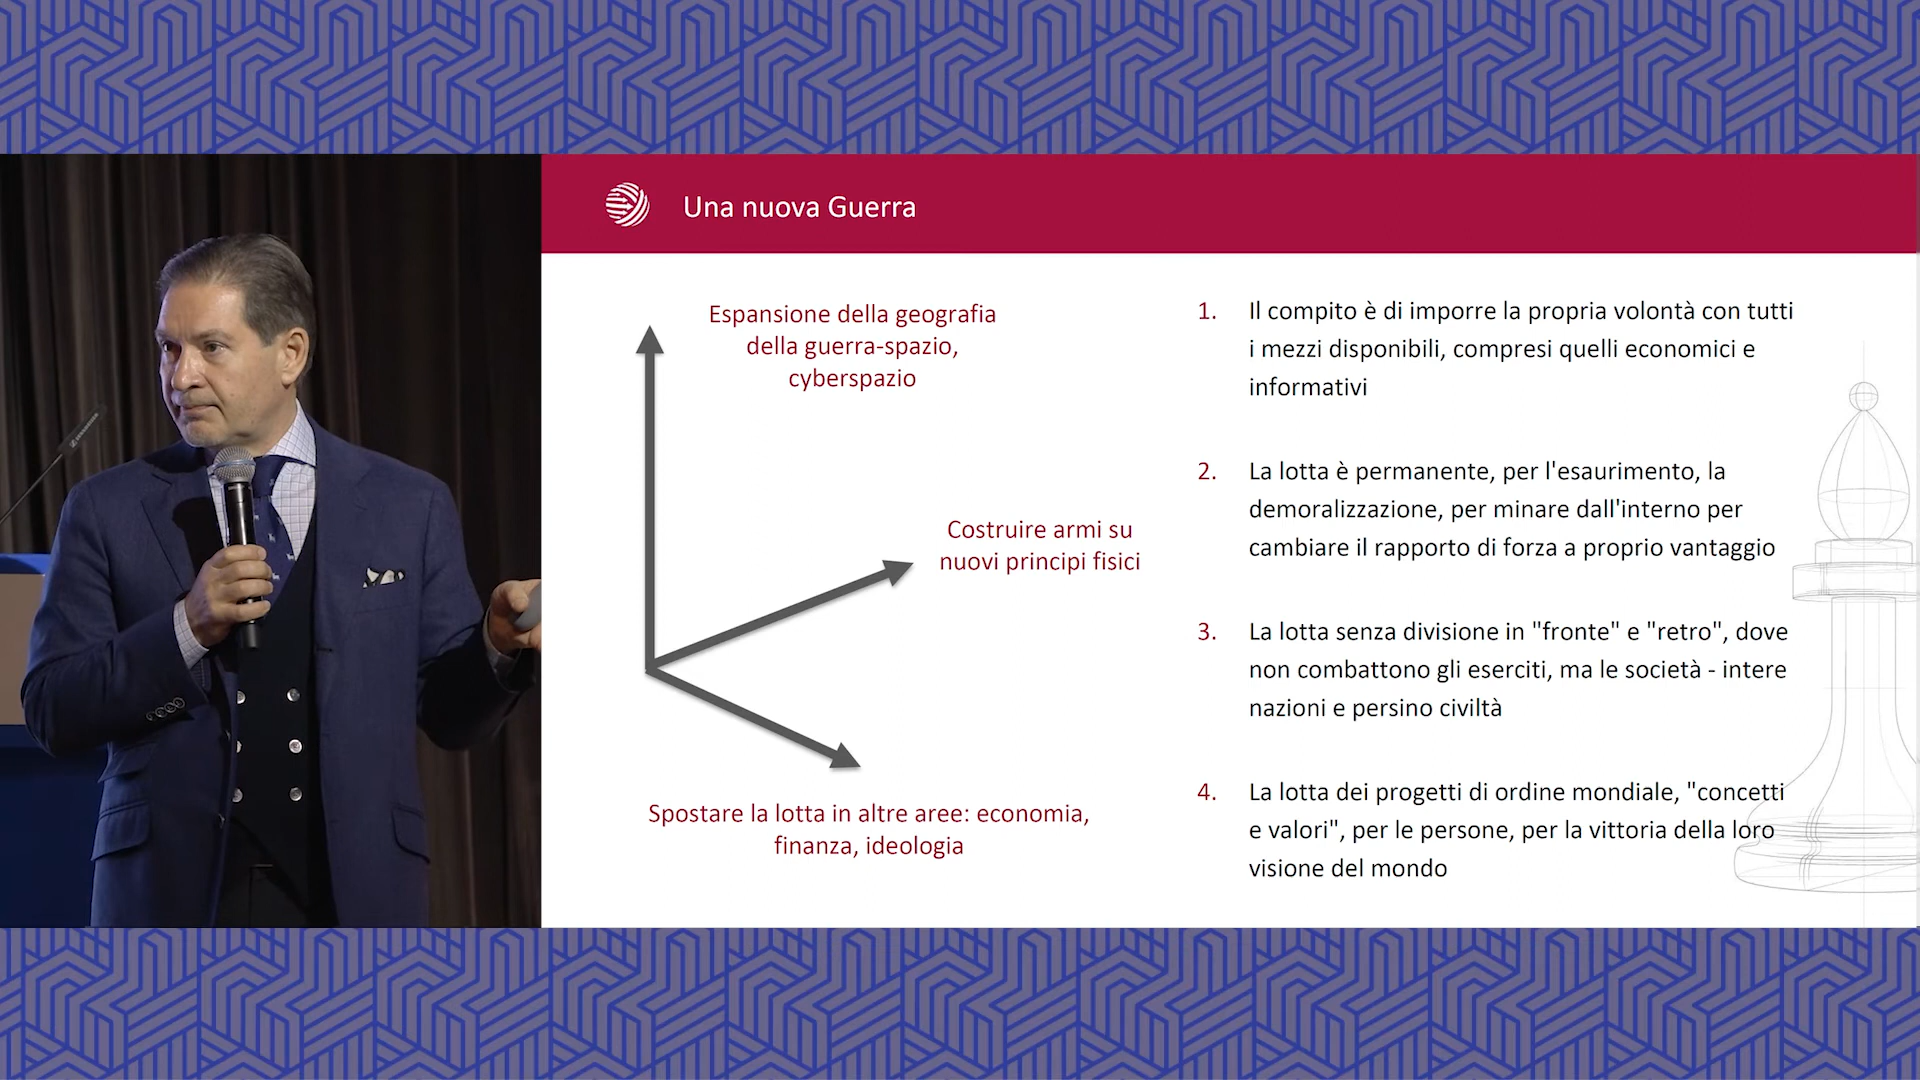 Una nuova Guerra
Espansione della geografia
della guerra-spazio,
cyberspazio
Costruire armi su
nuovi principi fisici
Spostare la lotta in altre aree: economia,
finanza, ideologia
1. Il compito è di imporre la propria volontà con tutti
i mezzi disponibili, compresi quelli economici e
informativi
2. La lotta è permanente, per l'esaurimento, la
demoralizzazione, per minare dall'interno per
cambiare il rapporto di forza a proprio vantaggio
3. La lotta senza divisione in "fronte" e "retro", dove
non combattono gli eserciti, ma le società - intere
nazioni e persino civiltà
4. La lotta dei progetti di ordine mondiale, "concetti
e valori", per le persone, per la vittoria della loro
visione del mondo
SENNHEISER